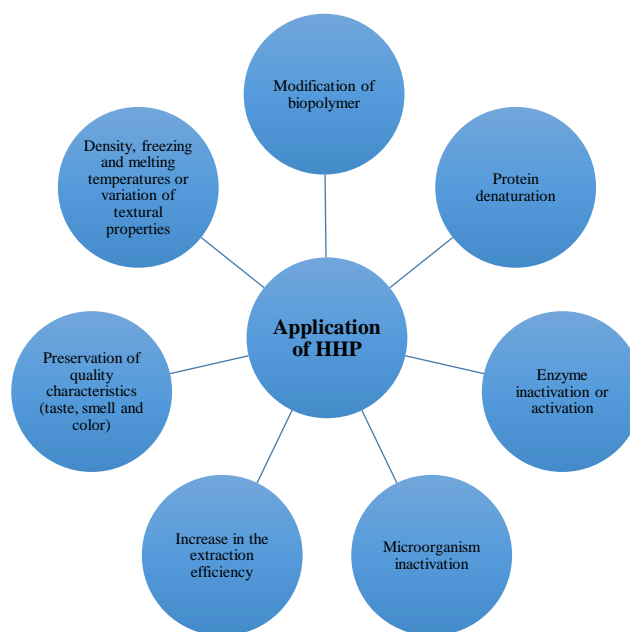 Modification of
biopolymer
Density, freezing
and melting
temperatures or
variation of
textural
properties
Protein
denaturation
Application
of HHP
Preservation of
quality
characteristics
(taste, smell and
color)
Enzyme
inactivation or
activation
Increase in the
extraction
efficiency
Microorganism
inactivation